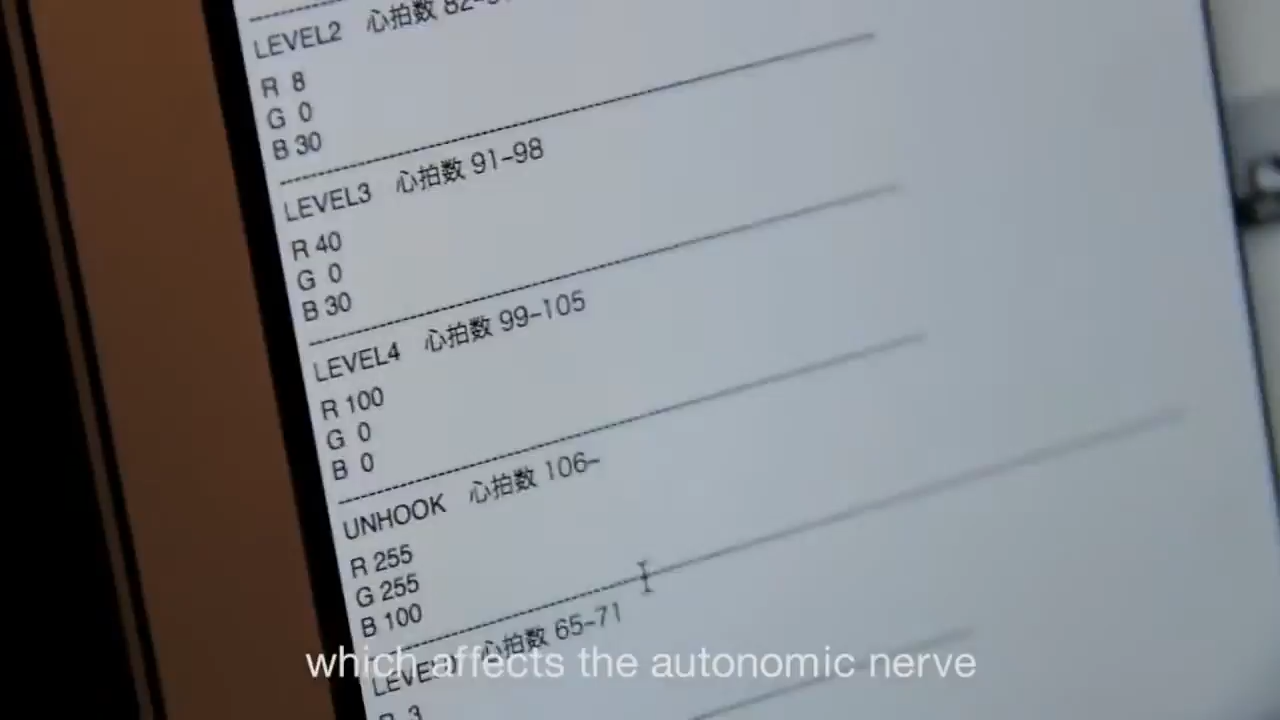 LEVEL2 心拍数 82-
R 8
G 0
B 30
LEVEL3 心拍数 91-98
R 40
G 0
B 30
LEVEL4 心拍数 99-105
R 100
G 0
B 0
UNHOOK 心拍数 106-
R 255
G 255
B 100
心拍数 65-71
R 3
which affects the autonomic nerve